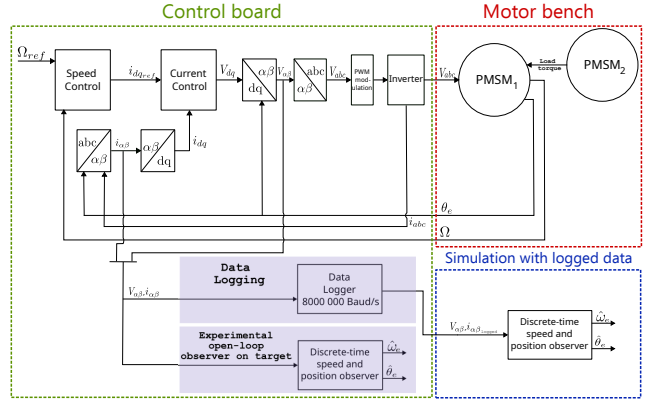 Control board
Motor bench
Ω_ref
Speed
Control
i_dq_ref
Current
Control
V_dq
αβ
dq
V_αβ
abc
αβ
V_abc
PWM
mod-
ulation
Inverter
V_abc
PMSM_1
Load
torque
PMSM_2
abc
αβ
i_αβ
αβ
dq
i_dq
θ_e
i_abc
Ω
Simulation with logged data
Data
Logging
Data
Logger
8000 000 Baud/s
V_αβ,i_αβ
V_αβ,i_αβ_Logged
Discrete-time
speed and
position observer
ω̂_e
θ̂_e
Experimental
open-loop
observer on target
Discrete-time
speed and
position observer
ω̂_e
θ̂_e